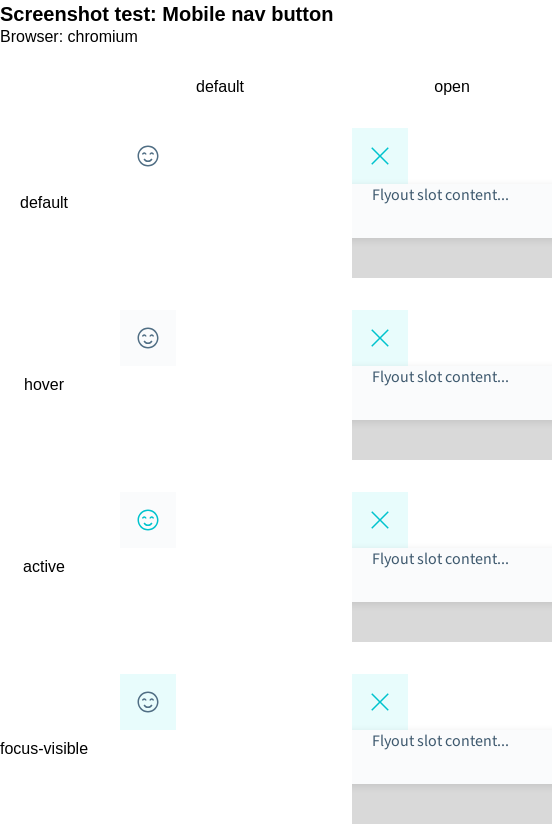 Screenshot test: Mobile nav button
Browser: chromium
default open
default
Flyout slot content...
hover
Flyout slot content...
active
Flyout slot content...
focus-visible
Flyout slot content...